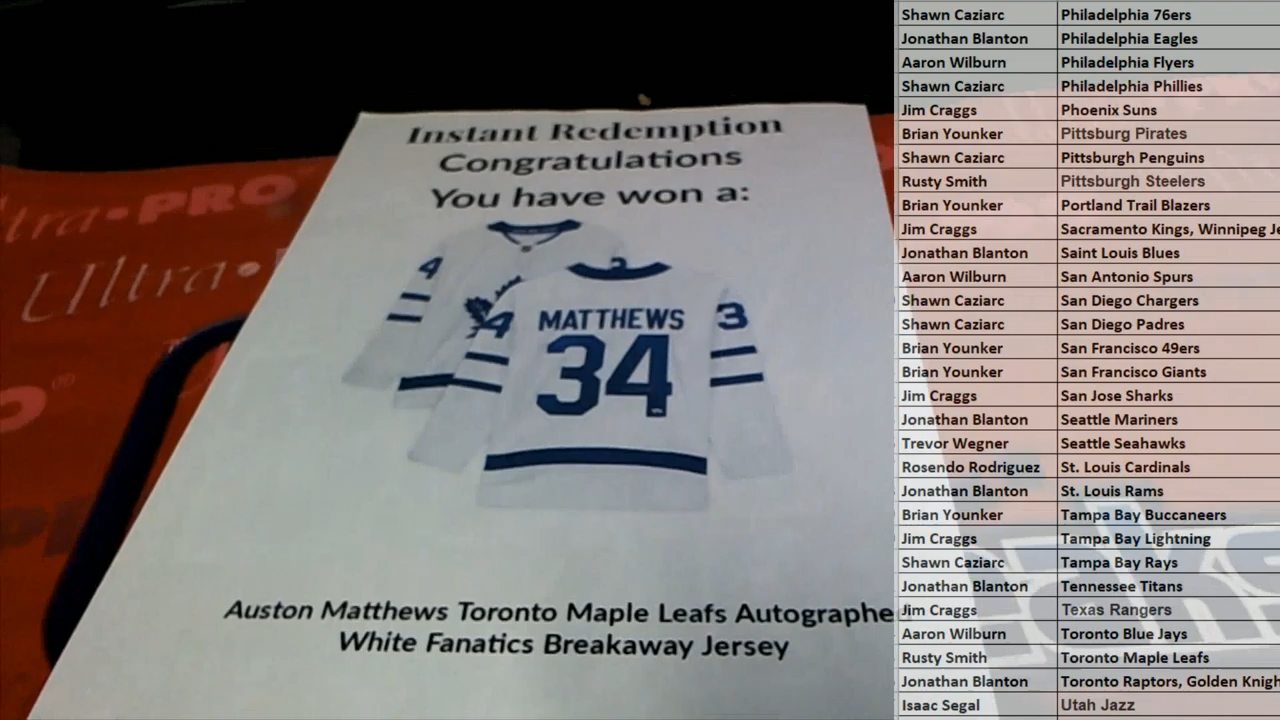 Instant Redemption
Congratulations
You have won a:
4
3
4
MATTHEWS
3
34
Auston Matthews Toronto Maple Leafs Autographe
White Fanatics Breakaway Jersey
PRO
Ultra
Shawn Caziarc Philadelphia 76ers
Jonathan Blanton Philadelphia Eagles
Aaron Wilburn Philadelphia Flyers
Shawn Caziarc Philadelphia Phillies
Jim Craggs Phoenix Suns
Brian Younker Pittsburg Pirates
Shawn Caziarc Pittsburgh Penguins
Rusty Smith Pittsburgh Steelers
Brian Younker Portland Trail Blazers
Jim Craggs Sacramento Kings, Winnipeg Je
Jonathan Blanton Saint Louis Blues
Aaron Wilburn San Antonio Spurs
Shawn Caziarc San Diego Chargers
Shawn Caziarc San Diego Padres
Brian Younker San Francisco 49ers
Brian Younker San Francisco Giants
Jim Craggs San Jose Sharks
Jonathan Blanton Seattle Mariners
Trevor Wegner Seattle Seahawks
Rosendo Rodriguez St. Louis Cardinals
Jonathan Blanton St. Louis Rams
Brian Younker Tampa Bay Buccaneers
Jim Craggs Tampa Bay Lightning
Shawn Caziarc Tampa Bay Rays
Jonathan Blanton Tennessee Titans
Jim Craggs Texas Rangers
Aaron Wilburn Toronto Blue Jays
Rusty Smith Toronto Maple Leafs
Jonathan Blanton Toronto Raptors, Golden Knigh
Isaac Segal Utah Jazz